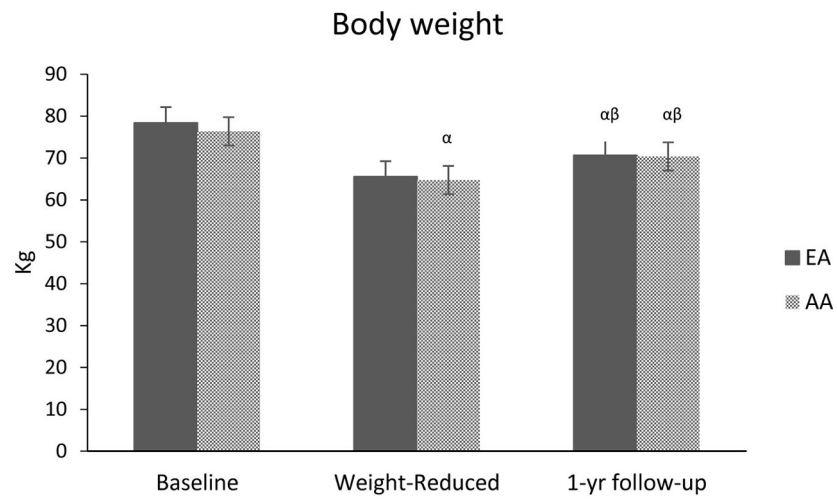 Body weight
90
80
70
60
50
40
30
20
10
0
Kg
α
αβ
αβ
Baseline
Weight-Reduced
1-yr follow-up
EA
AA